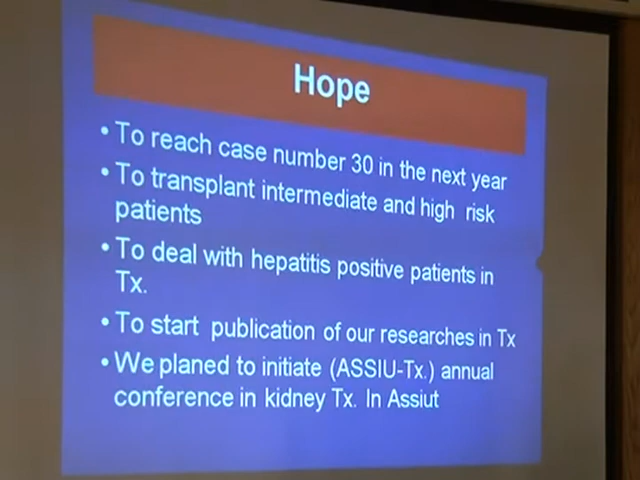 Hope
• To reach case number 30 in the next year
• To transplant intermediate and high risk
patients
• To deal with hepatitis positive patients in
Tx.
• To start publication of our researches in Tx
• We planed to initiate (ASSIU-Tx.) annual
conference in kidney Tx. In Assiut